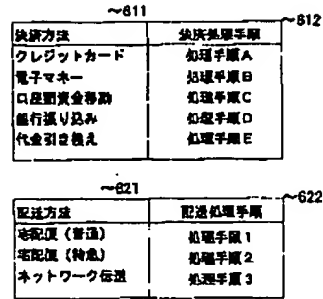 ~611
~612
決済方法 決済処理手順
クレジットカード 処理手順A
電子マネー 処理手順B
口座間資金移動 処理手順C
銀行振り込み 処理手順D
代金引き換え 処理手順E
~621
~622
配送方法 配送処理手順
宅配便（普通） 処理手順1
宅配便（特急） 処理手順2
ネットワーク伝送 処理手順3